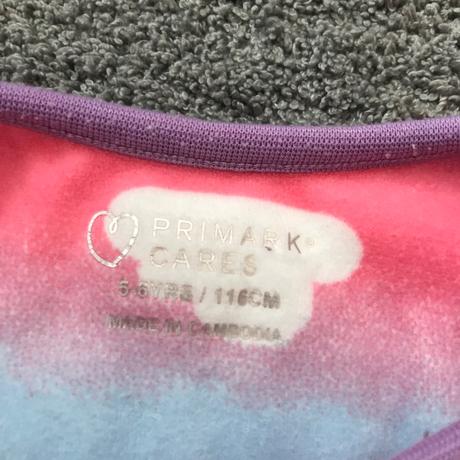 PRIMARK®
CARES
5-6YRS / 116CM
MADE IN CAMBODIA